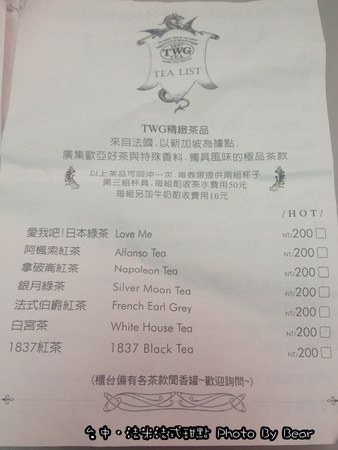 1837
TWG
TEA
TEA LIST
TWG精緻茶品
來自法國．以新加坡為據點．
廣集歐亞好茶與特殊香料．獨具風味的極品茶款
以上茶品可回沖一次．每壺限提供兩組杯子
第三組杯具．每組酌收茶水費用50元
每組另加牛奶酌收費用10元
/HOT/
愛我吧!日本綠茶 Love Me NT/200 □
阿楓索紅茶 Alfonso Tea NT/200 □
拿破崙紅茶 Napoleon Tea NT/200 □
銀月綠茶 Silver Moon Tea NT/200 □
法式伯爵紅茶 French Earl Grey NT/200 □
白宮茶 White House Tea NT/200 □
1837紅茶 1837 Black Tea NT/200 □
(櫃台備有各茶款聞香罐~歡迎詢問~)
台中．法米法式甜點 Photo By Bear